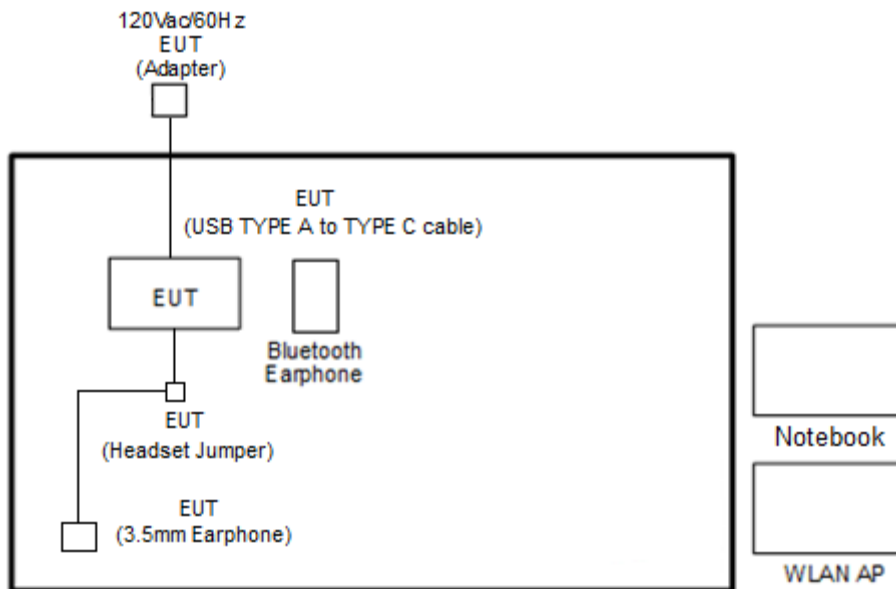 120Vac/60Hz
EUT
(Adapter)
EUT
(USB TYPE A to TYPE C cable)
EUT
Bluetooth
Earphone
EUT
(Headset Jumper)
EUT
(3.5mm Earphone)
Notebook
WLAN AP